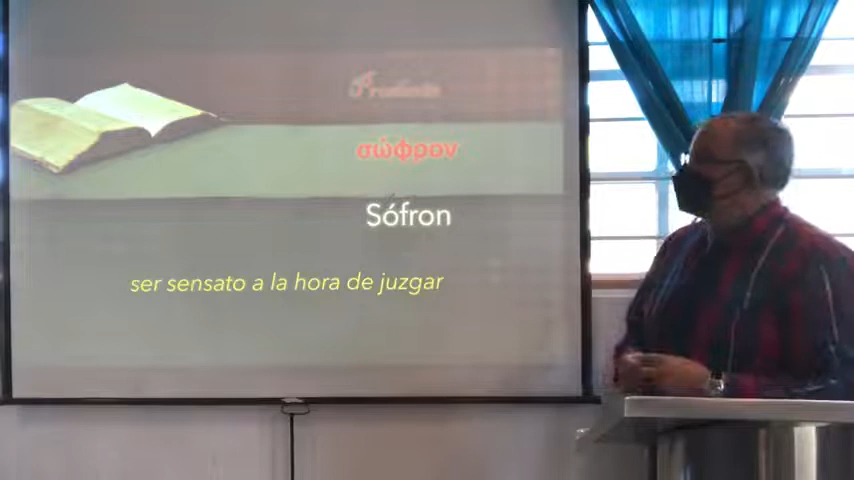 Prudente
σώφρον
Sófron
ser sensato a la hora de juzgar